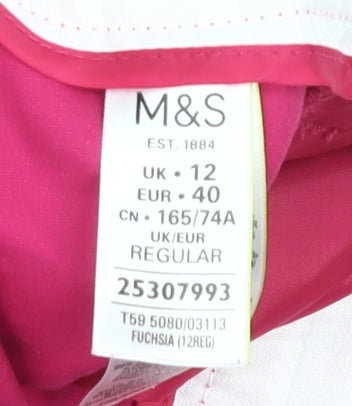 M&S
EST. 1884
UK • 12
EUR • 40
CN • 165/74A
UK/EUR
REGULAR
25307993
T59 5080/03113
FUCHSIA (12REG)